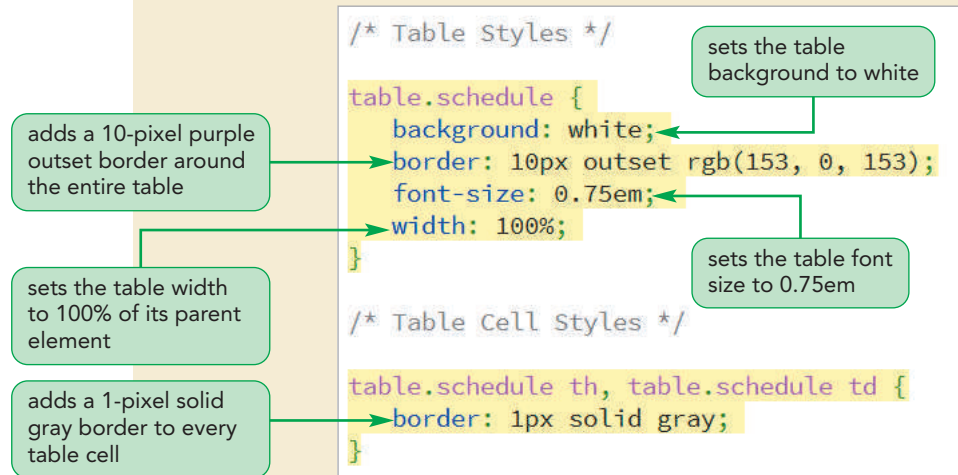 /* Table Styles */
sets the table
background to white
table.schedule {
background: white;
adds a 10-pixel purple
outset border around
the entire table
border: 10px outset rgb(153, 0, 153);
font-size: 0.75em;
width: 100%;
}
sets the table font
size to 0.75em
sets the table width
to 100% of its parent
element
/* Table Cell Styles */
table.schedule th, table.schedule td {
adds a 1-pixel solid
gray border to every
table cell
border: 1px solid gray;
}